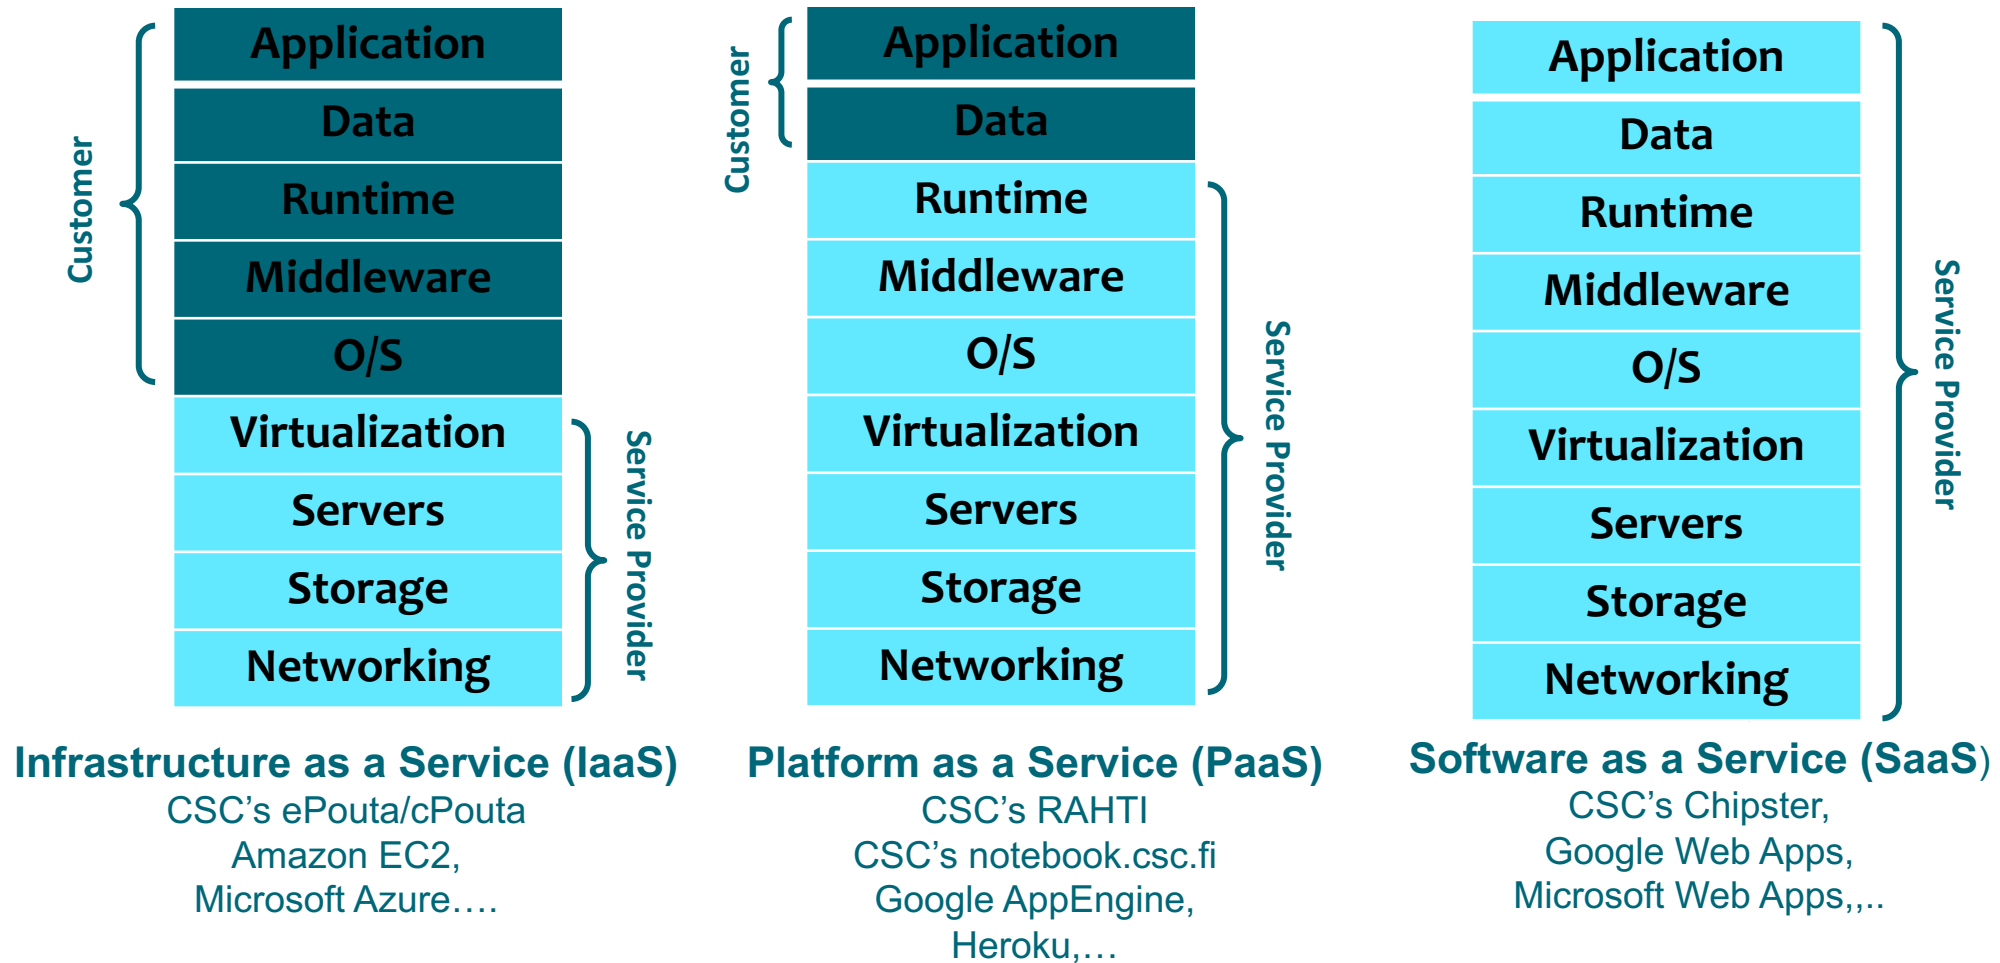 Customer
Application
Data
Runtime
Middleware
O/S
Virtualization
Servers
Storage
Networking
Service Provider
Infrastructure as a Service (IaaS)
CSC’s ePouta/cPouta
Amazon EC2,
Microsoft Azure….
Customer
Application
Data
Runtime
Middleware
O/S
Virtualization
Servers
Storage
Networking
Service Provider
Platform as a Service (PaaS)
CSC’s RAHTI
CSC’s notebook.csc.fi
Google AppEngine,
Heroku,…
Application
Data
Runtime
Middleware
O/S
Virtualization
Servers
Storage
Networking
Service Provider
Software as a Service (SaaS)
CSC’s Chipster,
Google Web Apps,
Microsoft Web Apps,,..